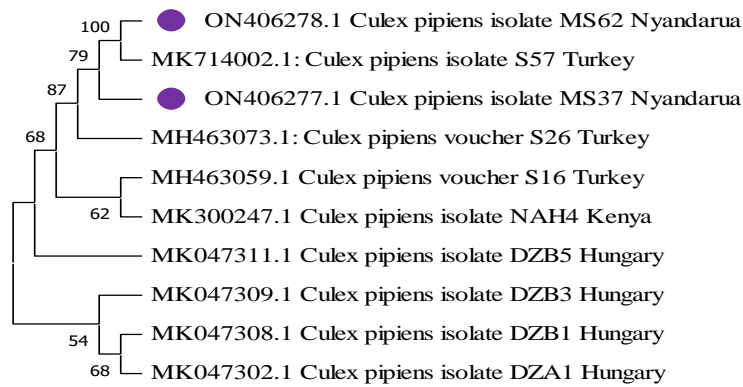 100
ON406278.1 Culex pipiens isolate MS62 Nyandarua
79
MK714002.1: Culex pipiens isolate S57 Turkey
87
ON406277.1 Culex pipiens isolate MS37 Nyandarua
68
MH463073.1: Culex pipiens voucher S26 Turkey
MH463059.1 Culex pipiens voucher S16 Turkey
62
MK300247.1 Culex pipiens isolate NAH4 Kenya
MK047311.1 Culex pipiens isolate DZB5 Hungary
MK047309.1 Culex pipiens isolate DZB3 Hungary
54
MK047308.1 Culex pipiens isolate DZB1 Hungary
68
MK047302.1 Culex pipiens isolate DZA1 Hungary